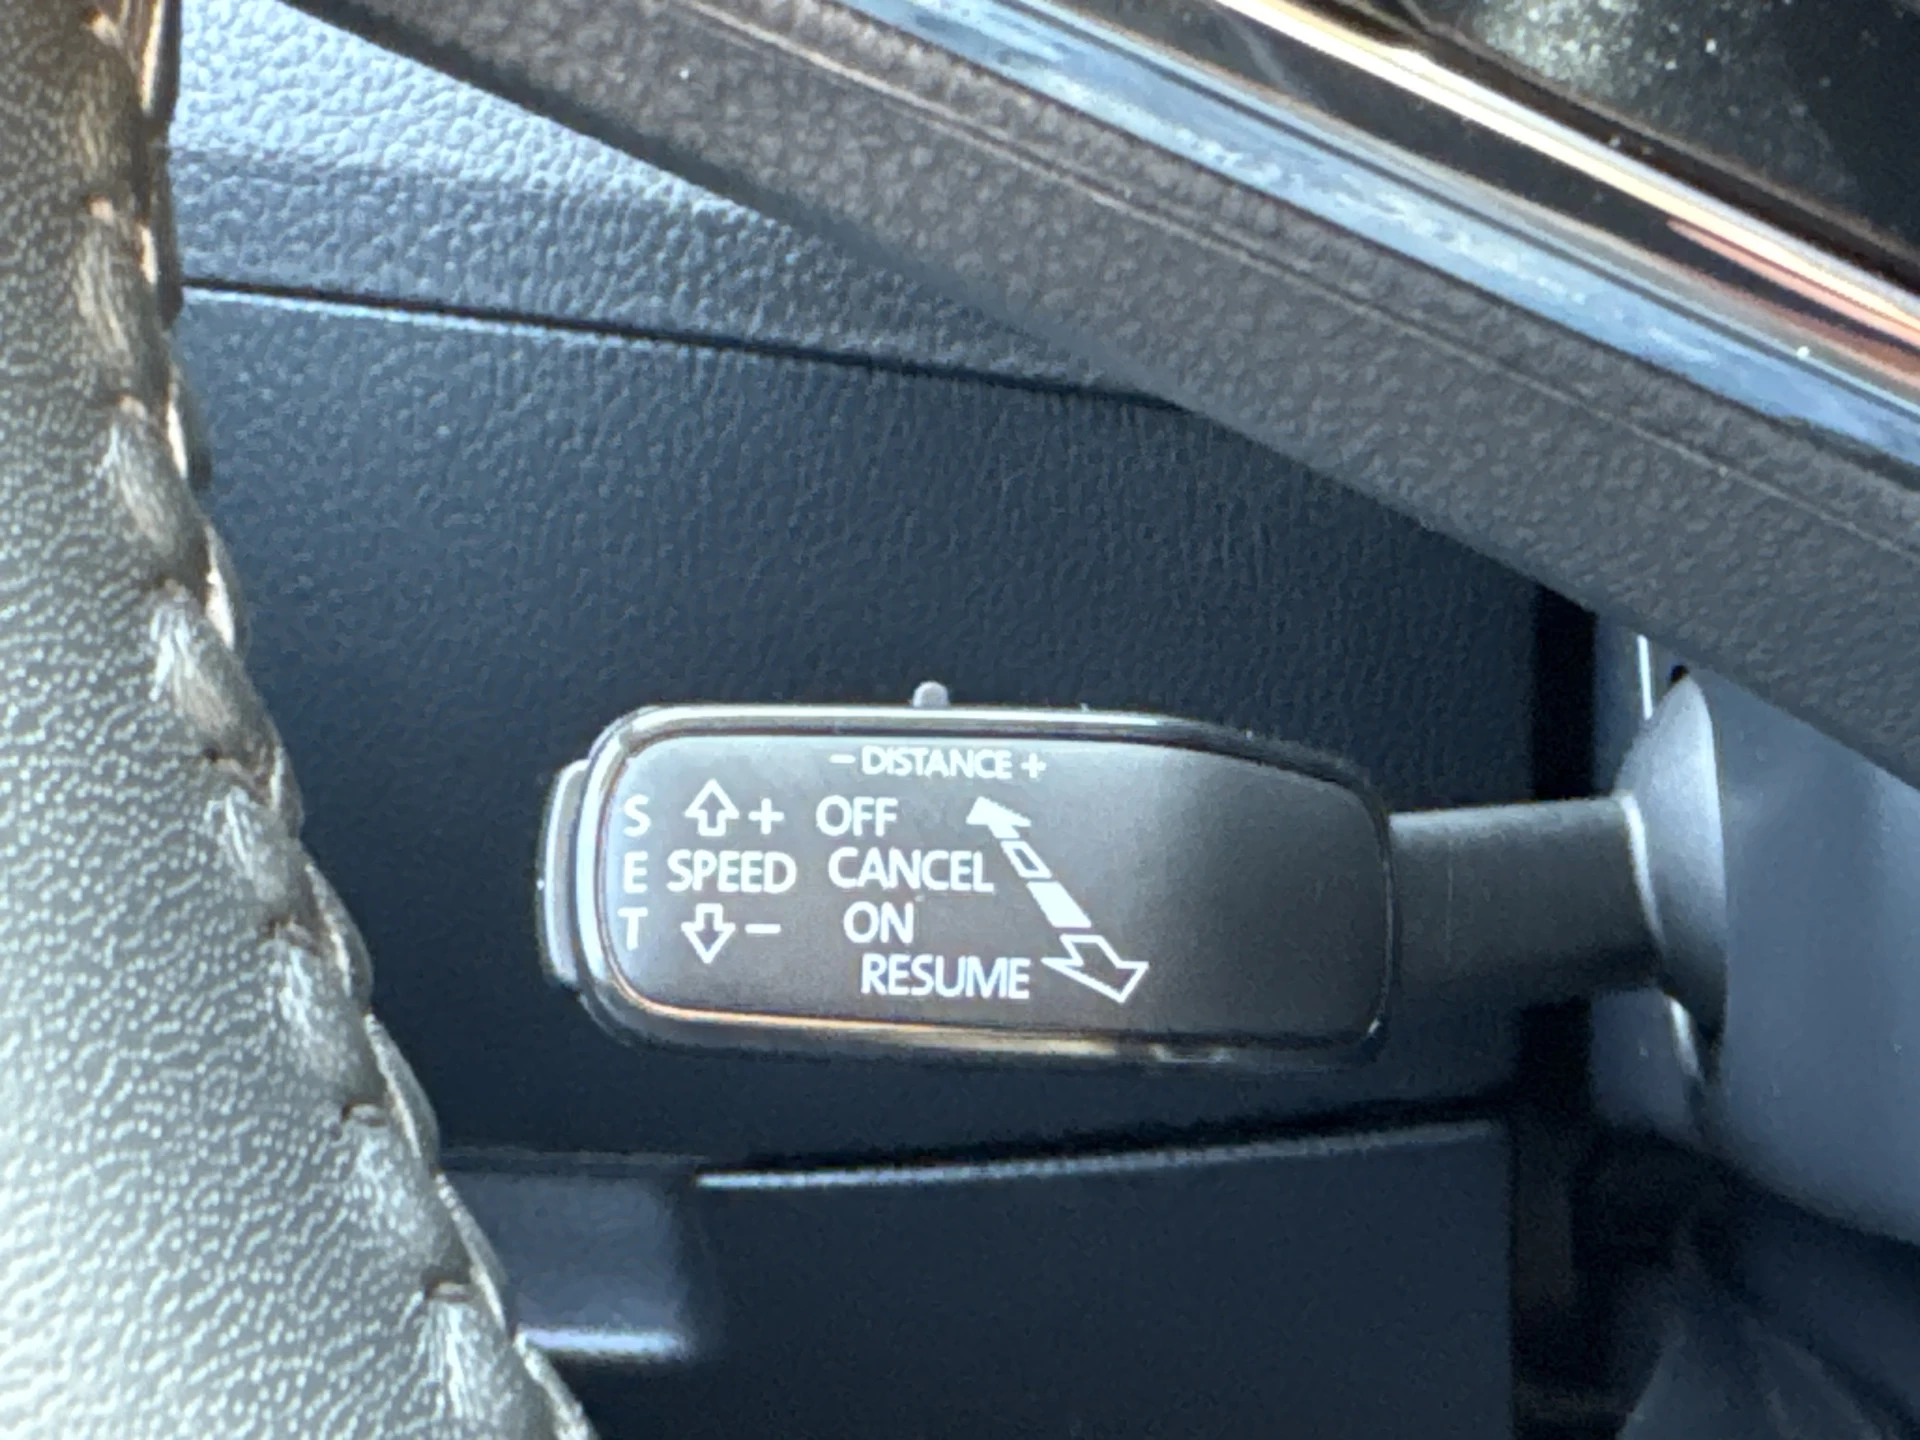 − DISTANCE +
S + OFF
E SPEED CANCEL
T − ON
RESUME